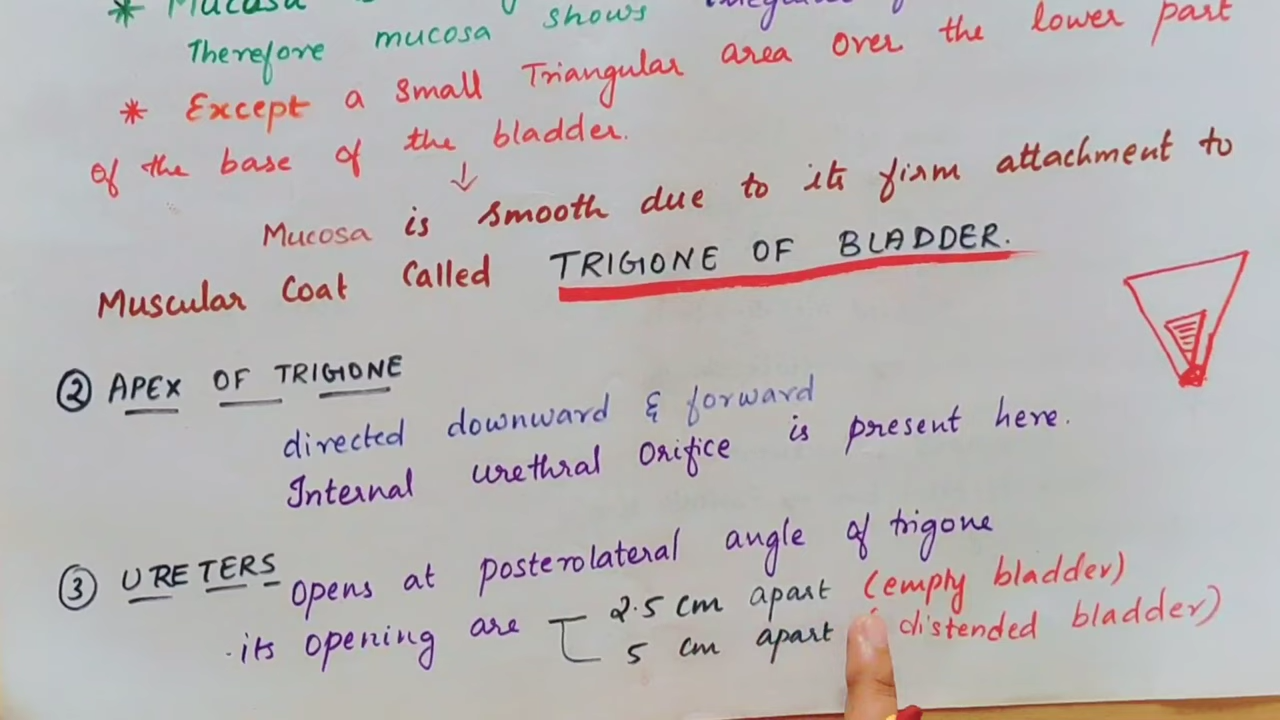 * Mucosa
Therefore mucosa shows
* Except a small Triangular area over the lower part
of the base of the bladder.
Mucosa is smooth due to its firm attachment to
Muscular Coat Called TRIGONE OF BLADDER.
② APEX OF TRIGONE
directed downward & forward
Internal urethral Orifice is present here.
③ URETERS
Opens at posterolateral angle of trigone
its opening are 2.5 cm apart (empty bladder)
5 cm apart (distended bladder)